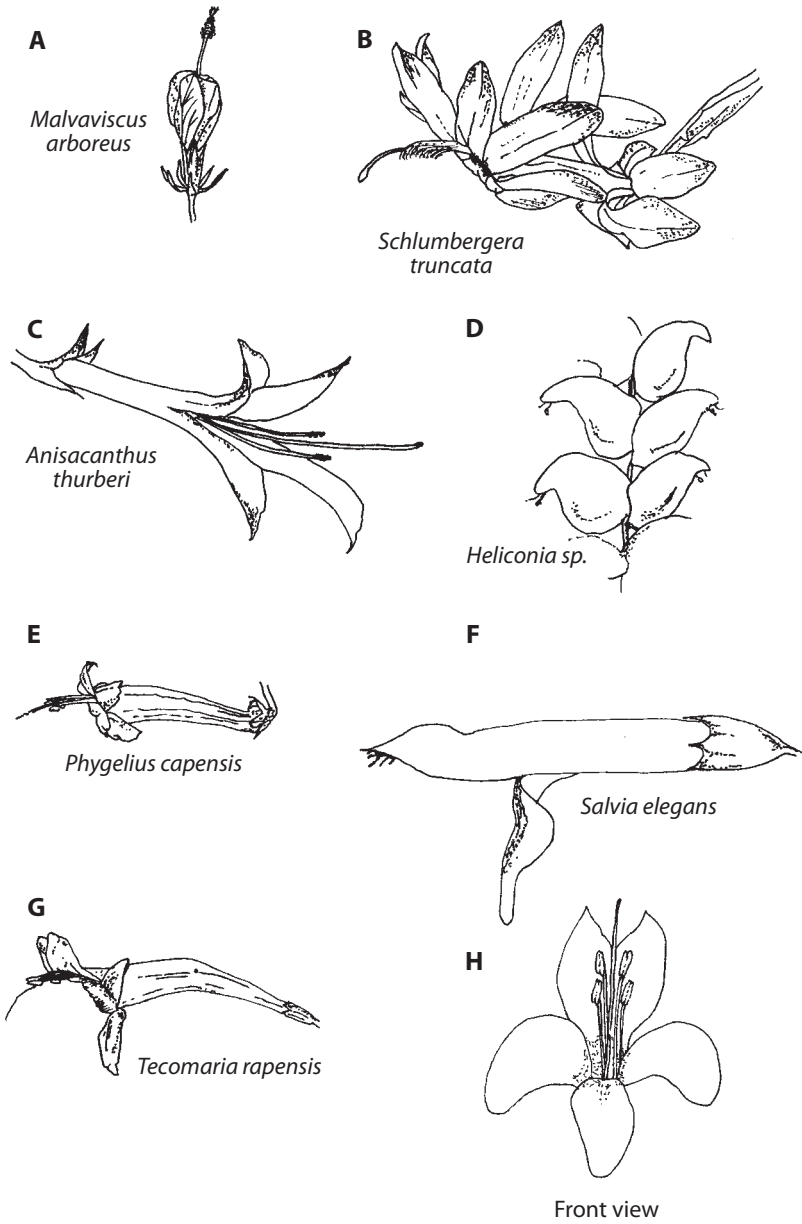 A
Malvaviscus
arboreus
B
Schlumbergera
truncata
C
Anisacanthus
thurberi
D
Heliconia sp.
E
Phygelius capensis
F
Salvia elegans
G
Tecomaria rapensis
H
Front view